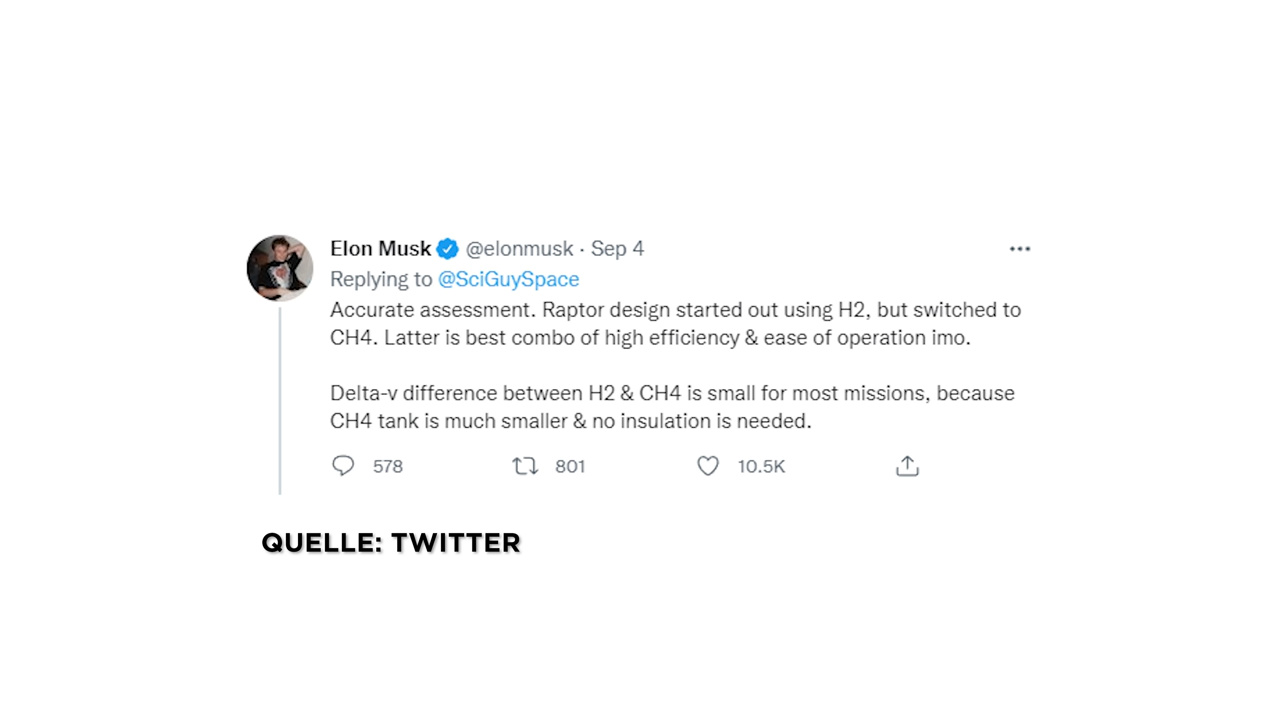 Elon Musk @elonmusk · Sep 4
Replying to @SciGuySpace
Accurate assessment. Raptor design started out using H2, but switched to
CH4. Latter is best combo of high efficiency & ease of operation imo.
Delta-v difference between H2 & CH4 is small for most missions, because
CH4 tank is much smaller & no insulation is needed.
578 801 10.5K
QUELLE: TWITTER